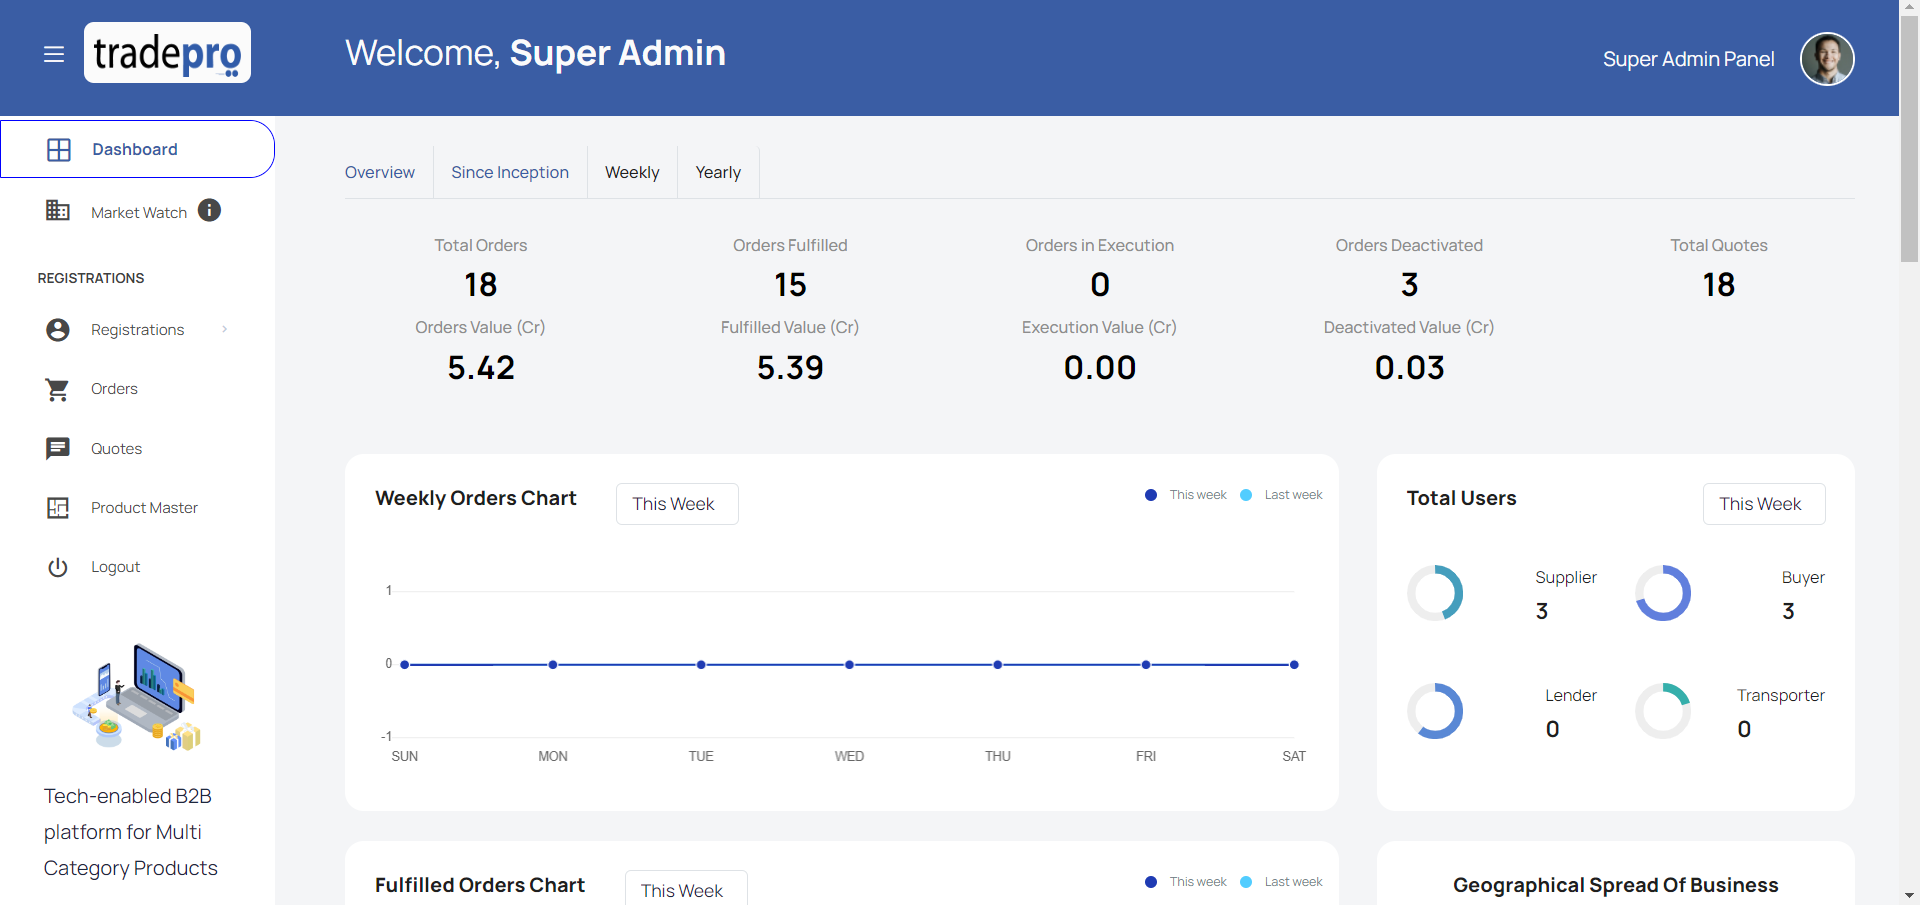 tradepro
Welcome, Super Admin
Super Admin Panel
Dashboard
Market Watch
REGISTRATIONS
Registrations
Orders
Quotes
Product Master
Logout
Tech-enabled B2B
platform for Multi
Category Products
Overview
Since Inception
Weekly
Yearly
Total Orders
18
Orders Fulfilled
15
Orders in Execution
0
Orders Deactivated
3
Total Quotes
18
Orders Value (Cr)
5.42
Fulfilled Value (Cr)
5.39
Execution Value (Cr)
0.00
Deactivated Value (Cr)
0.03
Weekly Orders Chart
This Week
This week
Last week
1
0
-1
SUN
MON
TUE
WED
THU
FRI
SAT
Total Users
This Week
Supplier
3
Buyer
3
Lender
0
Transporter
0
Fulfilled Orders Chart
This Week
This week
Last week
Geographical Spread Of Business